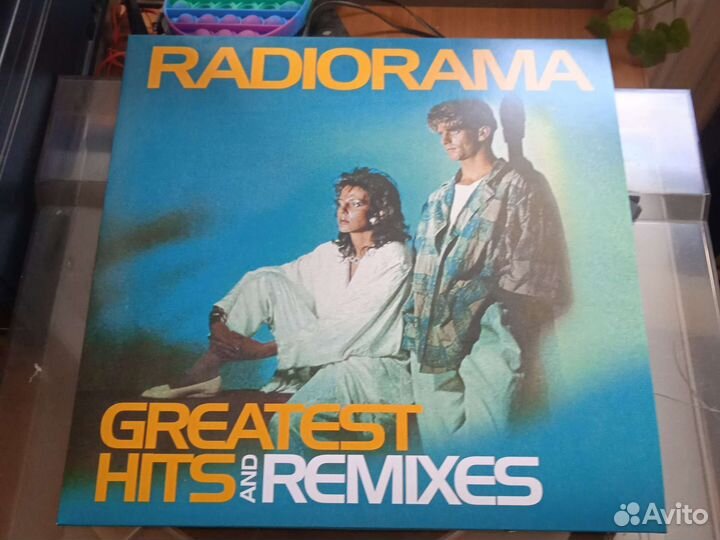 RADIORAMA
GREATEST
HITS AND REMIXES
Avito